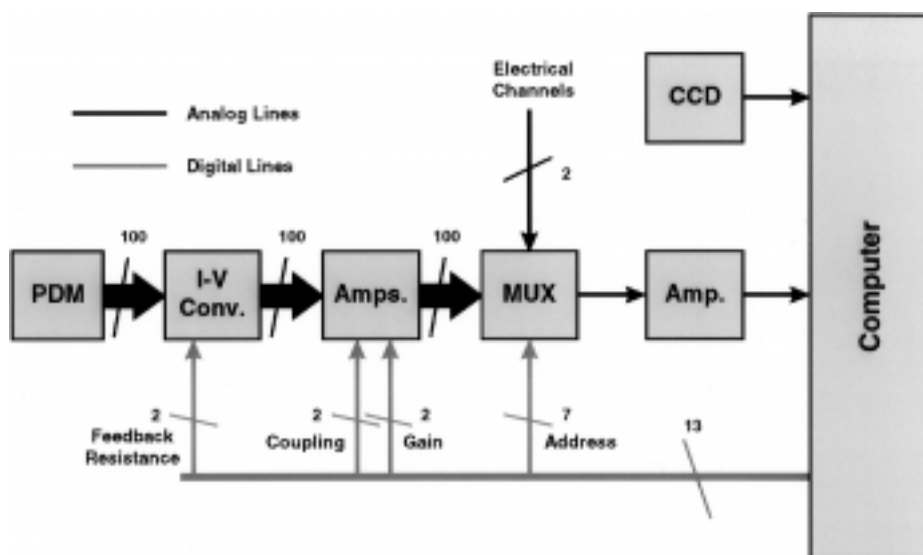 Electrical
Channels
CCD
Analog Lines
2
Digital Lines
100
100
100
PDM
I-V
Conv.
Amps.
MUX
Amp.
Computer
2
Feedback
Resistance
2
Coupling
2
Gain
7
Address
13